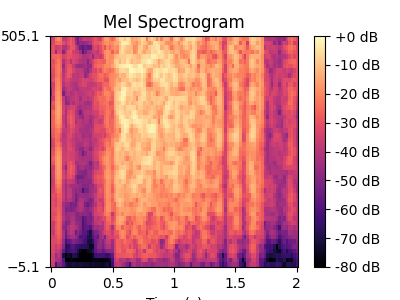 Mel Spectrogram
505.1
−5.1
0
0.5
1
1.5
2
+0 dB
-10 dB
-20 dB
-30 dB
-40 dB
-50 dB
-60 dB
-70 dB
-80 dB